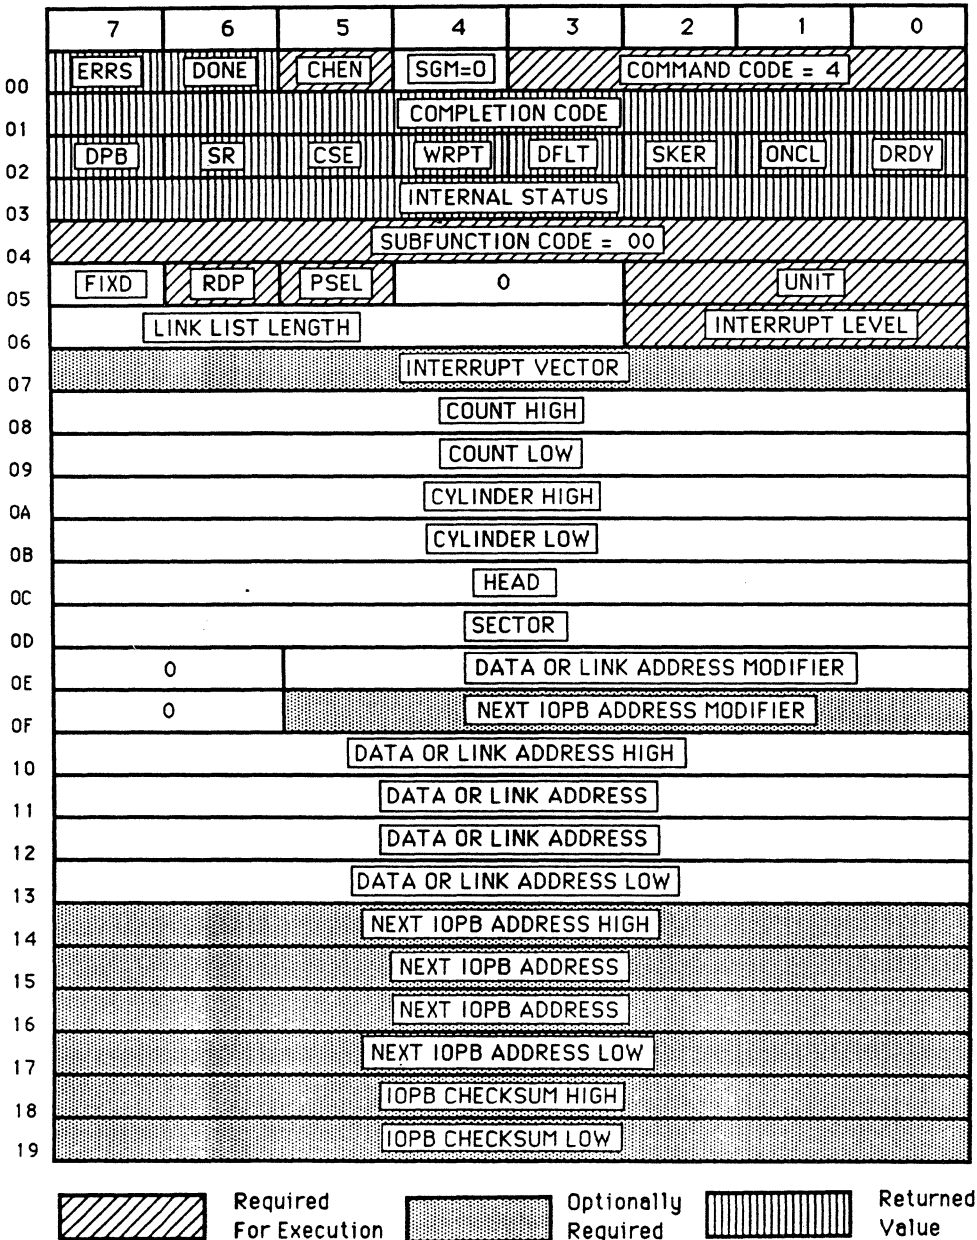 7 6 5 4 3 2 1 0
00 ERRS DONE CHEN SGM=0 COMMAND CODE = 4
01 COMPLETION CODE
02 DPB SR CSE WRPT DFLT SKER ONCL DRDY
03 INTERNAL STATUS
04 SUBFUNCTION CODE = 00
05 FIXD RDP PSEL 0 UNIT
06 LINK LIST LENGTH INTERRUPT LEVEL
07 INTERRUPT VECTOR
08 COUNT HIGH
09 COUNT LOW
0A CYLINDER HIGH
0B CYLINDER LOW
0C HEAD
0D SECTOR
0E 0 DATA OR LINK ADDRESS MODIFIER
0F 0 NEXT IOPB ADDRESS MODIFIER
10 DATA OR LINK ADDRESS HIGH
11 DATA OR LINK ADDRESS
12 DATA OR LINK ADDRESS
13 DATA OR LINK ADDRESS LOW
14 NEXT IOPB ADDRESS HIGH
15 NEXT IOPB ADDRESS
16 NEXT IOPB ADDRESS
17 NEXT IOPB ADDRESS LOW
18 IOPB CHECKSUM HIGH
19 IOPB CHECKSUM LOW
Required
For Execution
Optionally
Required
Returned
Value